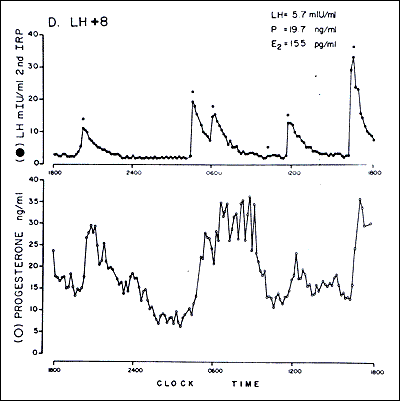 D. LH +8
LH = 5.7 mIU/ml
P = 19.7 ng/ml
E₂ = 155 pg/ml
(●) LH mIU/ml 2nd IRP
40
30
20
10
0
1800 2400 0600 1200 1800
(○) PROGESTERONE ng/ml
40
35
30
25
20
15
10
5
0
1800 2400 0600 1200 1800
CLOCK TIME